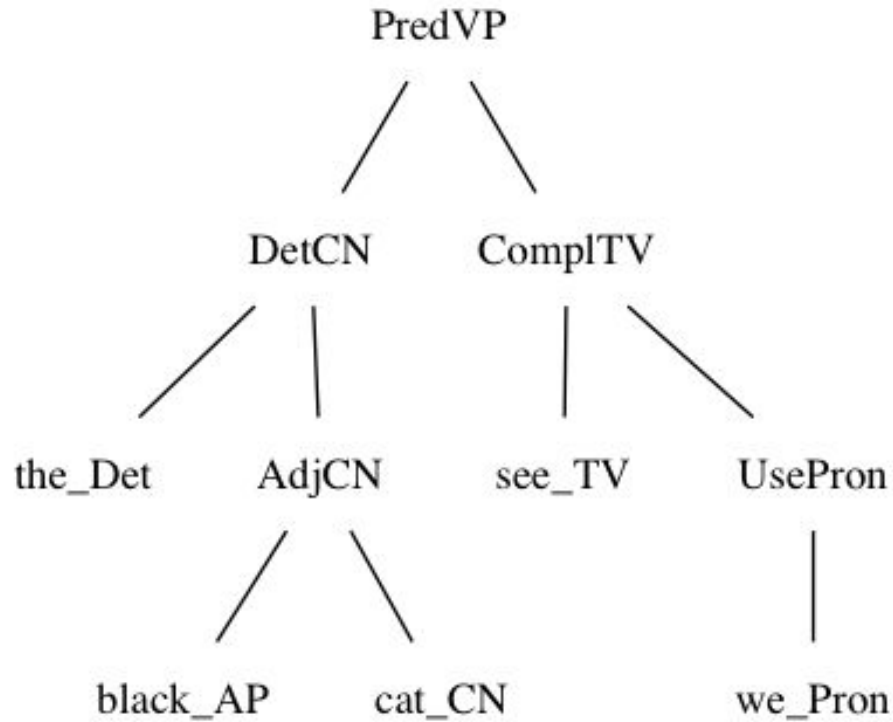 PredVP
DetCN ComplTV
the_Det AdjCN see_TV UsePron
black_AP cat_CN we_Pron